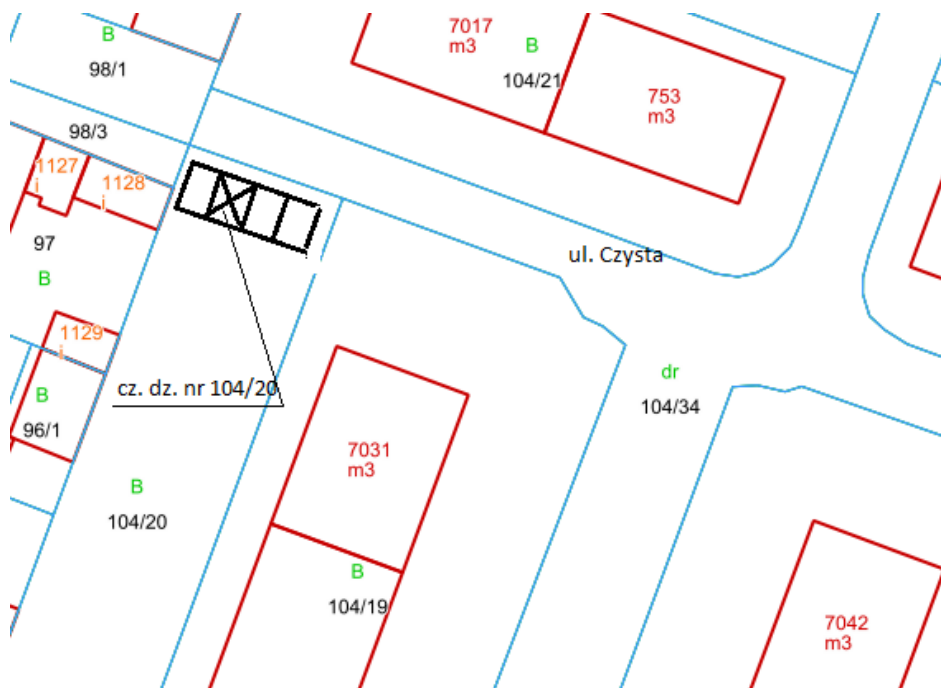 7017
m3
B
98/1
B
104/21
753
m3
98/3
1127
i
1128
i
97
B
ul. Czysta
1129
i
cz. dz. nr 104/20
dr
104/34
B
96/1
7031
m3
B
104/20
B
104/19
7042
m3